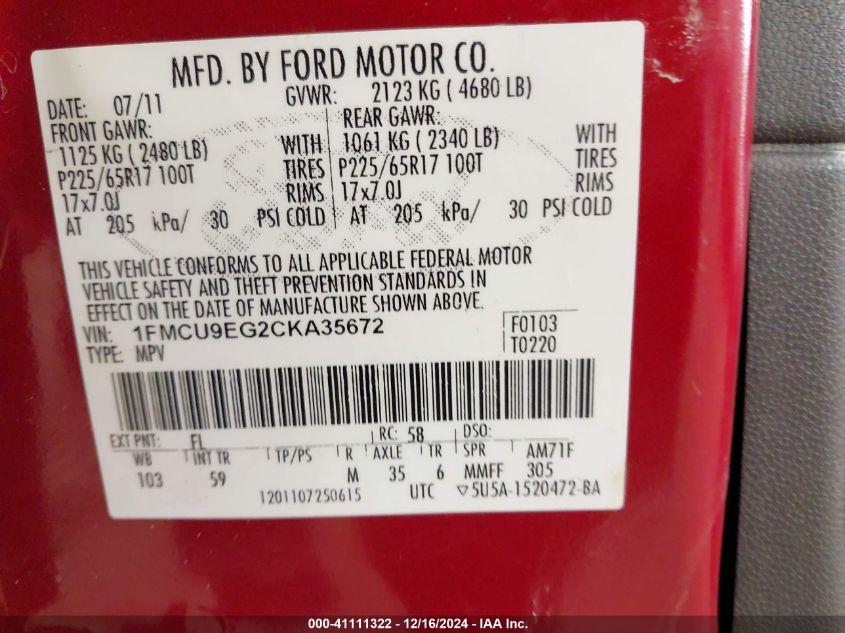 MFD. BY FORD MOTOR CO.
DATE: 07/11 GVWR: 2123 KG ( 4680 LB)
FRONT GAWR: REAR GAWR:
1125 KG ( 2480 LB) WITH 1061 KG ( 2340 LB) WITH
P225/65R17 100T TIRES P225/65R17 100T TIRES
17x7.0J RIMS 17x7.0J RIMS
AT 205 kPa/ 30 PSI COLD AT 205 kPa/ 30 PSI COLD
THIS VEHICLE CONFORMS TO ALL APPLICABLE FEDERAL MOTOR
VEHICLE SAFETY AND THEFT PREVENTION STANDARDS IN
EFFECT ON THE DATE OF MANUFACTURE SHOWN ABOVE.
VIN: 1FMCU9EG2CKA35672 F0103
TYPE: MPV T0220
EXT PNT: FL RC: 58 DSO:
WB INT TR TP/PS R AXLE TR SPR AM71F
103 59 M 35 6 MMFF 305
1201107250615 UTC ▽5U5A-1520472-BA
000-41111322 - 12/16/2024 - IAA Inc.